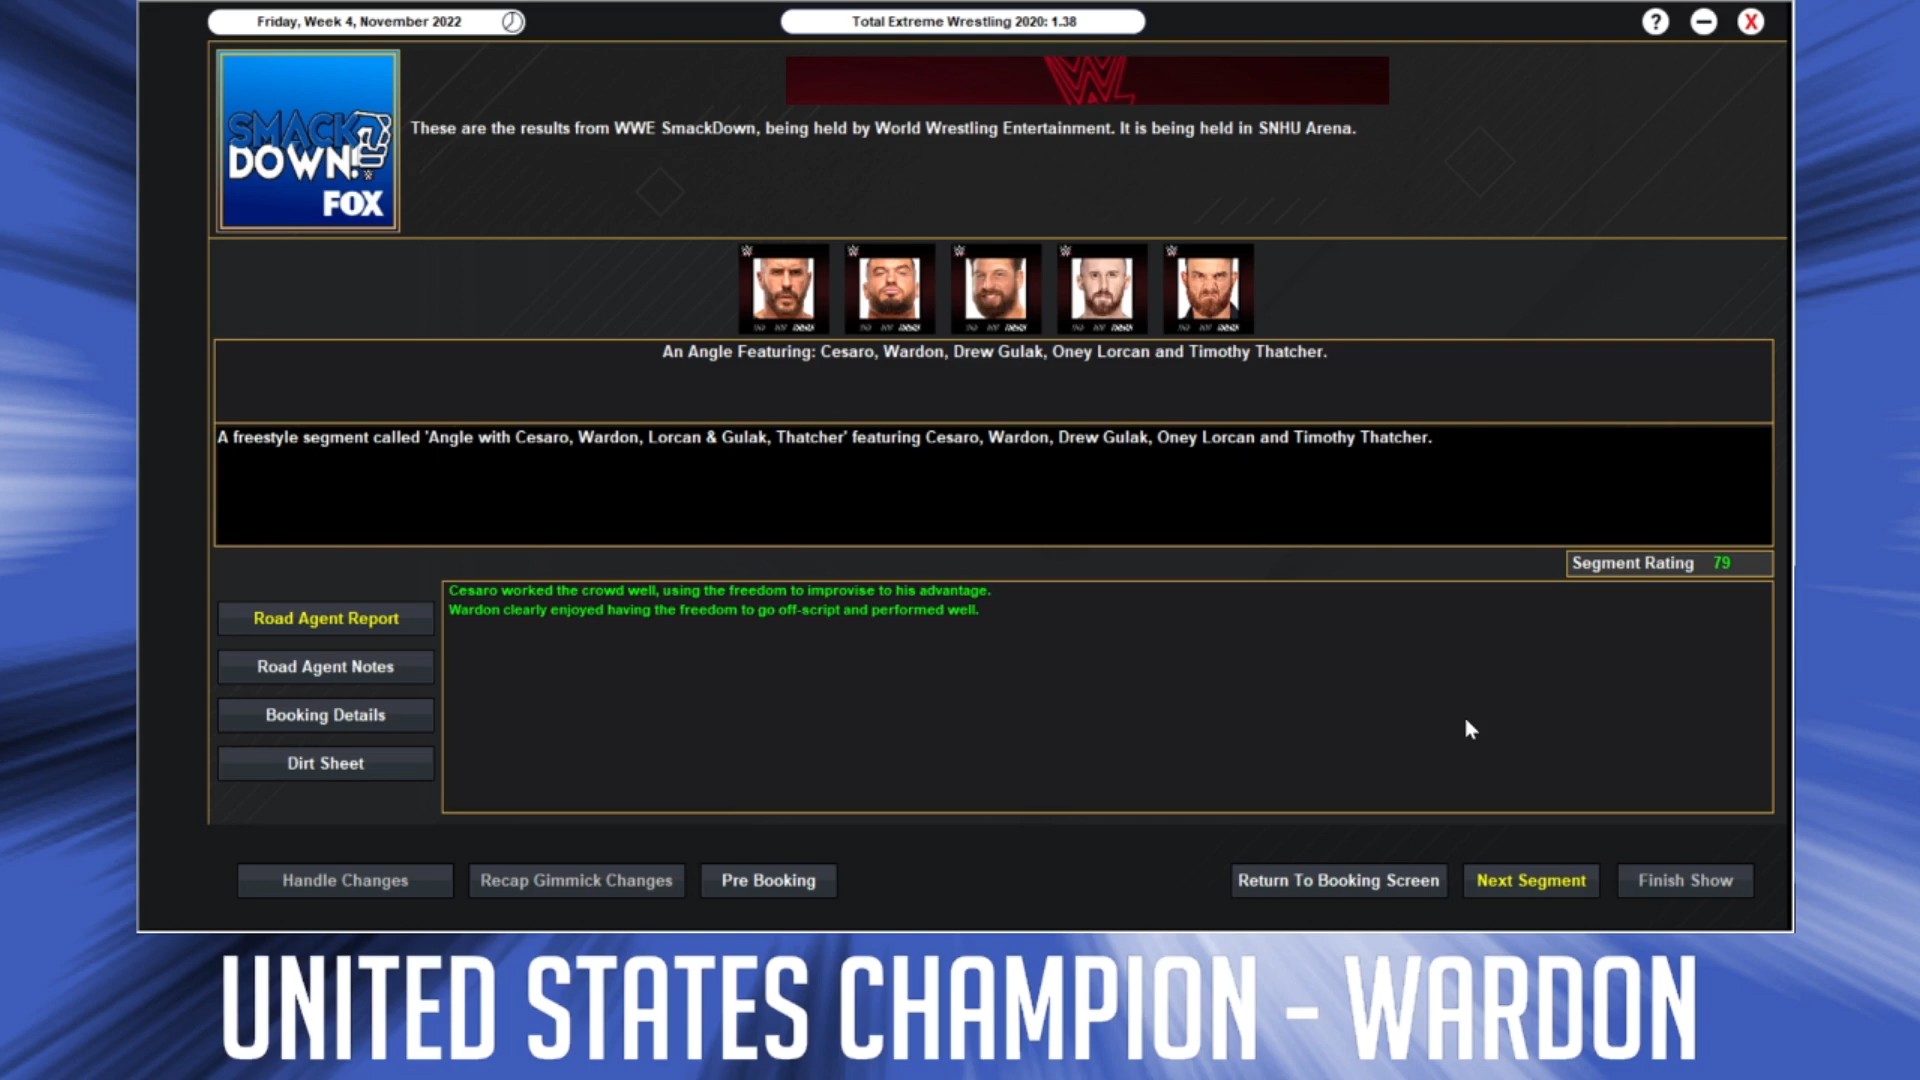 Friday, Week 4, November 2022
Total Extreme Wrestling 2020: 1.38
?
X
SMACK
DOWN!
FOX
These are the results from WWE SmackDown, being held by World Wrestling Entertainment. It is being held in SNHU Arena.
An Angle Featuring: Cesaro, Wardon, Drew Gulak, Oney Lorcan and Timothy Thatcher.
A freestyle segment called 'Angle with Cesaro, Wardon, Lorcan & Gulak, Thatcher' featuring Cesaro, Wardon, Drew Gulak, Oney Lorcan and Timothy Thatcher.
Segment Rating 79
Cesaro worked the crowd well, using the freedom to improvise to his advantage.
Wardon clearly enjoyed having the freedom to go off-script and performed well.
Road Agent Report
Road Agent Notes
Booking Details
Dirt Sheet
Handle Changes
Recap Gimmick Changes
Pre Booking
Return To Booking Screen
Next Segment
Finish Show
UNITED STATES CHAMPION - WARDON